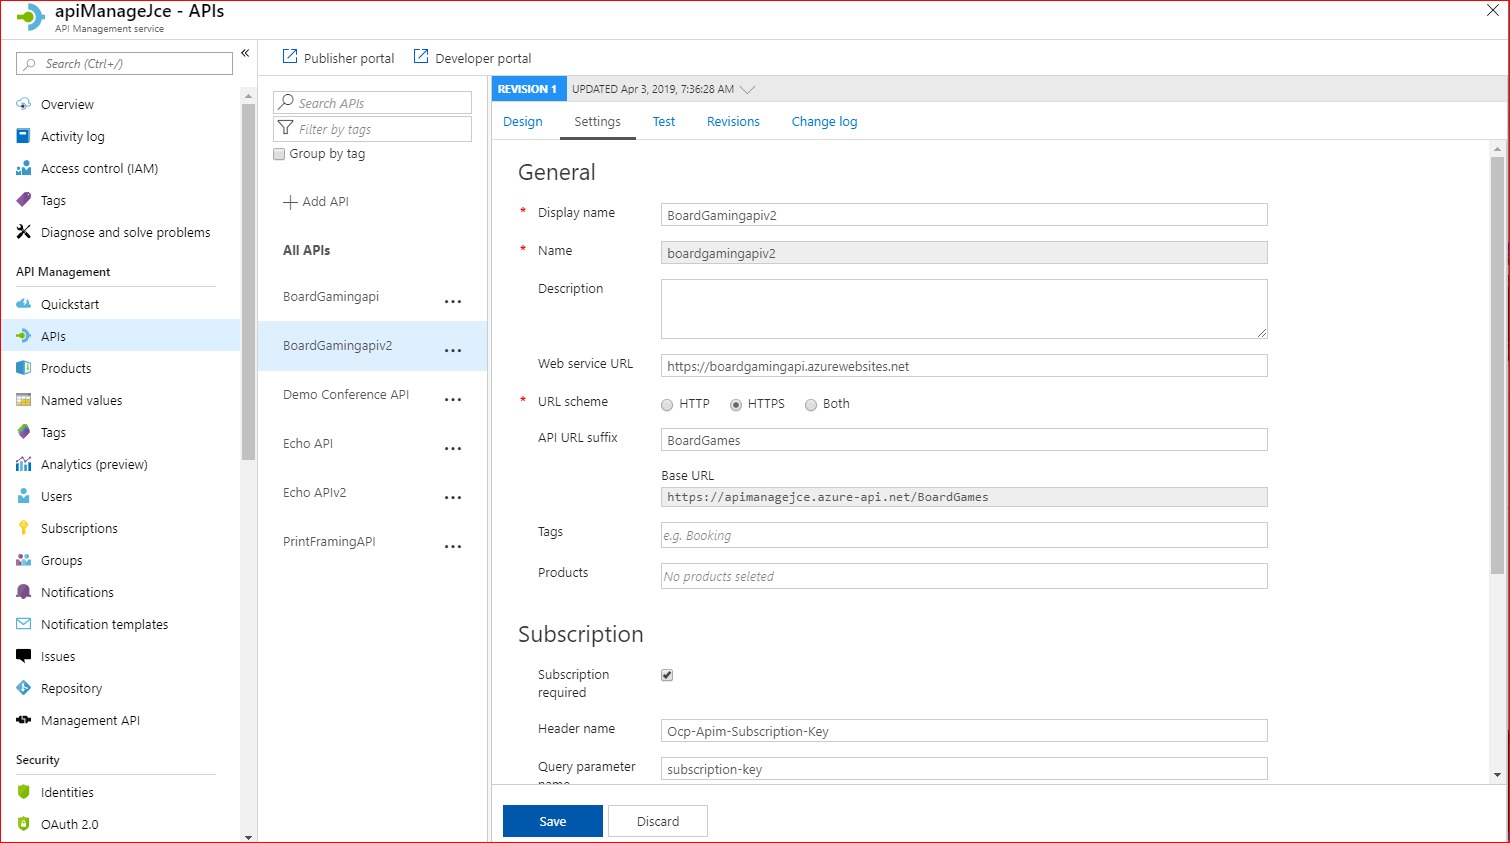 apiManageJce - APIs
API Management service
Search (Ctrl+/)
Overview
Activity log
Access control (IAM)
Tags
Diagnose and solve problems
API Management
Quickstart
APIs
Products
Named values
Tags
Analytics (preview)
Users
Subscriptions
Groups
Notifications
Notification templates
Issues
Repository
Management API
Security
Identities
OAuth 2.0
Publisher portal
Developer portal
Search APIs
Filter by tags
Group by tag
Add API
All APIs
BoardGamingapi
BoardGamingapiv2
Demo Conference API
Echo API
Echo APIv2
PrintFramingAPI
REVISION 1 UPDATED Apr 3, 2019, 7:36:28 AM
Design Settings Test Revisions Change log
General
* Display name BoardGamingapiv2
* Name boardgamingapiv2
Description
Web service URL https://boardgamingapi.azurewebsites.net
* URL scheme HTTP HTTPS Both
API URL suffix BoardGames
Base URL
https://apimanagejce.azure-api.net/BoardGames
Tags e.g. Booking
Products No products seleted
Subscription
Subscription
required
Header name Ocp-Apim-Subscription-Key
Query parameter subscription-key
name
Save Discard